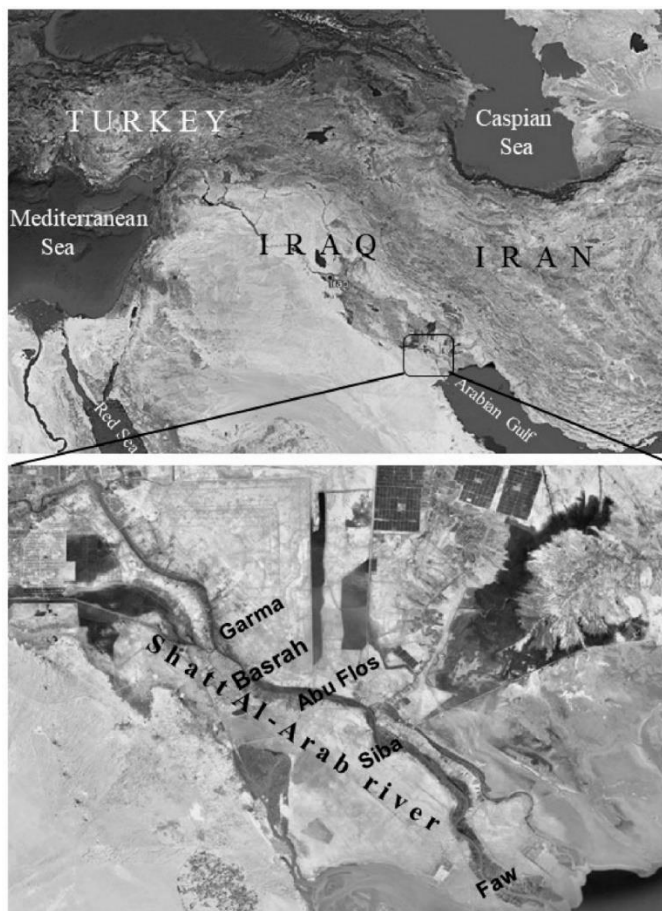 TURKEY
Caspian
Sea
Mediterranean
Sea
IRAQ
IRAN
Red Sea
Arabian Gulf
Garma
Basrah
Abu Flos
Shatt Al-Arab river
Siba
Faw